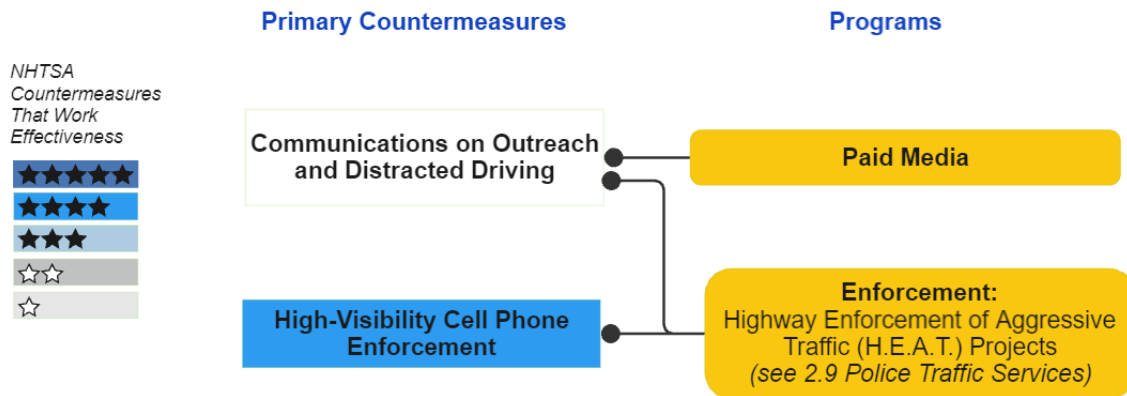 Primary Countermeasures
Programs
NHTSA
Countermeasures
That Work
Effectiveness
Communications on Outreach
and Distracted Driving
Paid Media
High-Visibility Cell Phone
Enforcement
Enforcement:
Highway Enforcement of Aggressive
Traffic (H.E.A.T.) Projects
(see 2.9 Police Traffic Services)